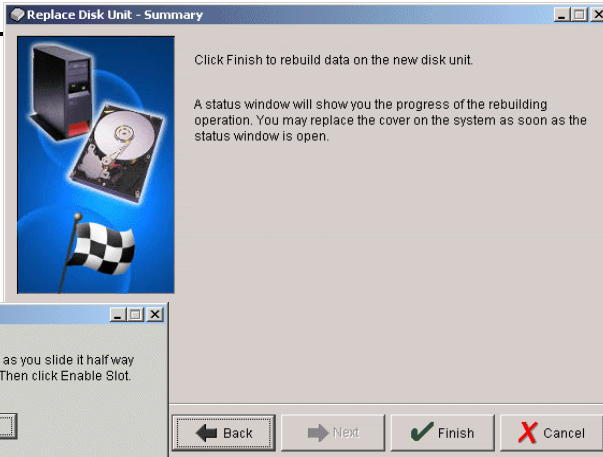 Replace Disk Unit - Summary
Click Finish to rebuild data on the new disk unit.
A status window will show you the progress of the rebuilding
operation. You may replace the cover on the system as soon as the
status window is open.
as you slide it half way
Then click Enable Slot.
Back
Next
Finish
Cancel